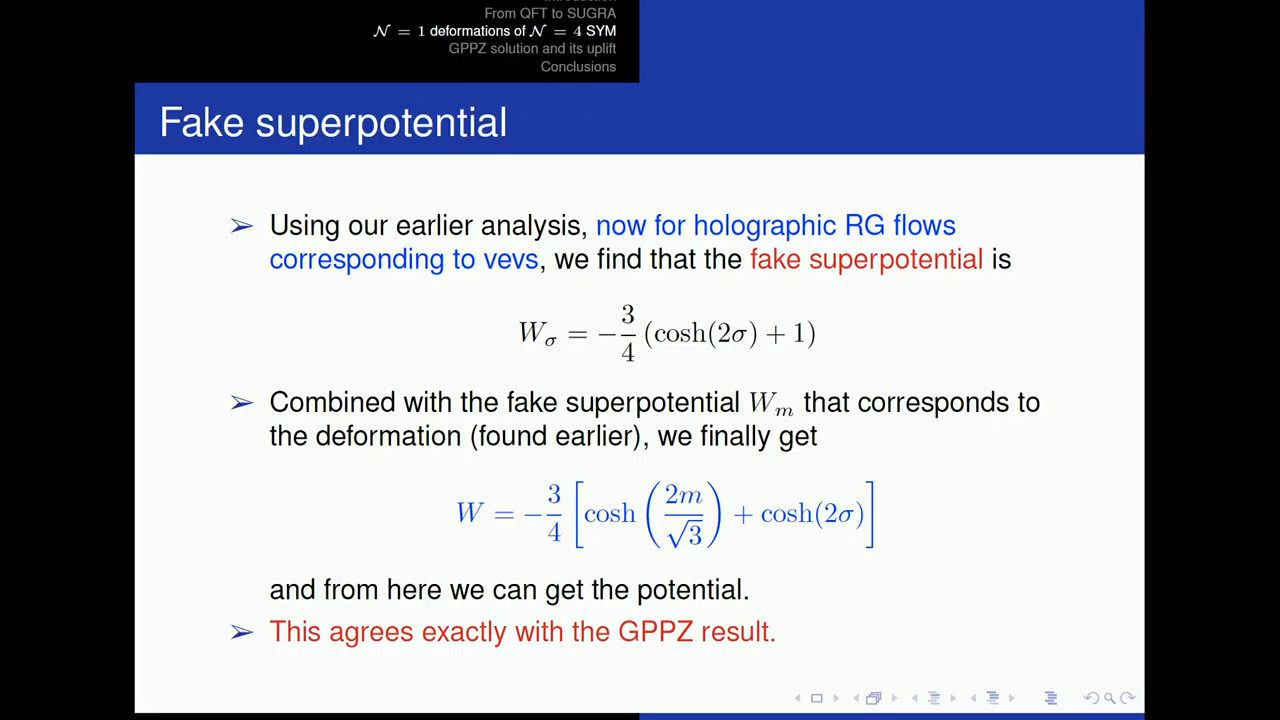 Introduction
From QFT to SUGRA
𝒩 = 1 deformations of 𝒩 = 4 SYM
GPPZ solution and its uplift
Conclusions
Fake superpotential
➢ Using our earlier analysis, now for holographic RG flows
corresponding to vevs, we find that the fake superpotential is
W_σ = −3/4 (cosh(2σ) + 1)
➢ Combined with the fake superpotential W_m that corresponds to
the deformation (found earlier), we finally get
W = −3/4 [cosh(2m/√3) + cosh(2σ)]
and from here we can get the potential.
➢ This agrees exactly with the GPPZ result.